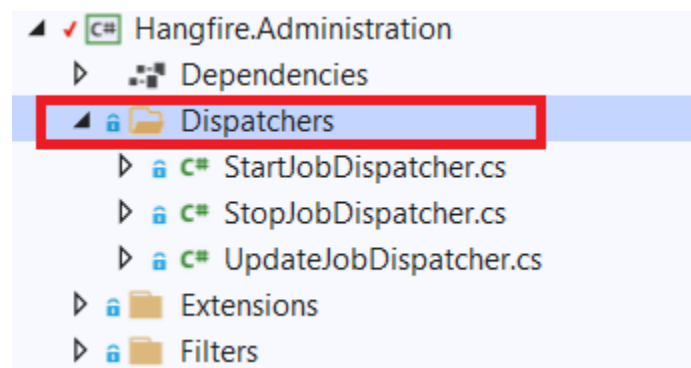 C# Hangfire.Administration
Dependencies
Dispatchers
C# StartJobDispatcher.cs
C# StopJobDispatcher.cs
C# UpdateJobDispatcher.cs
Extensions
Filters